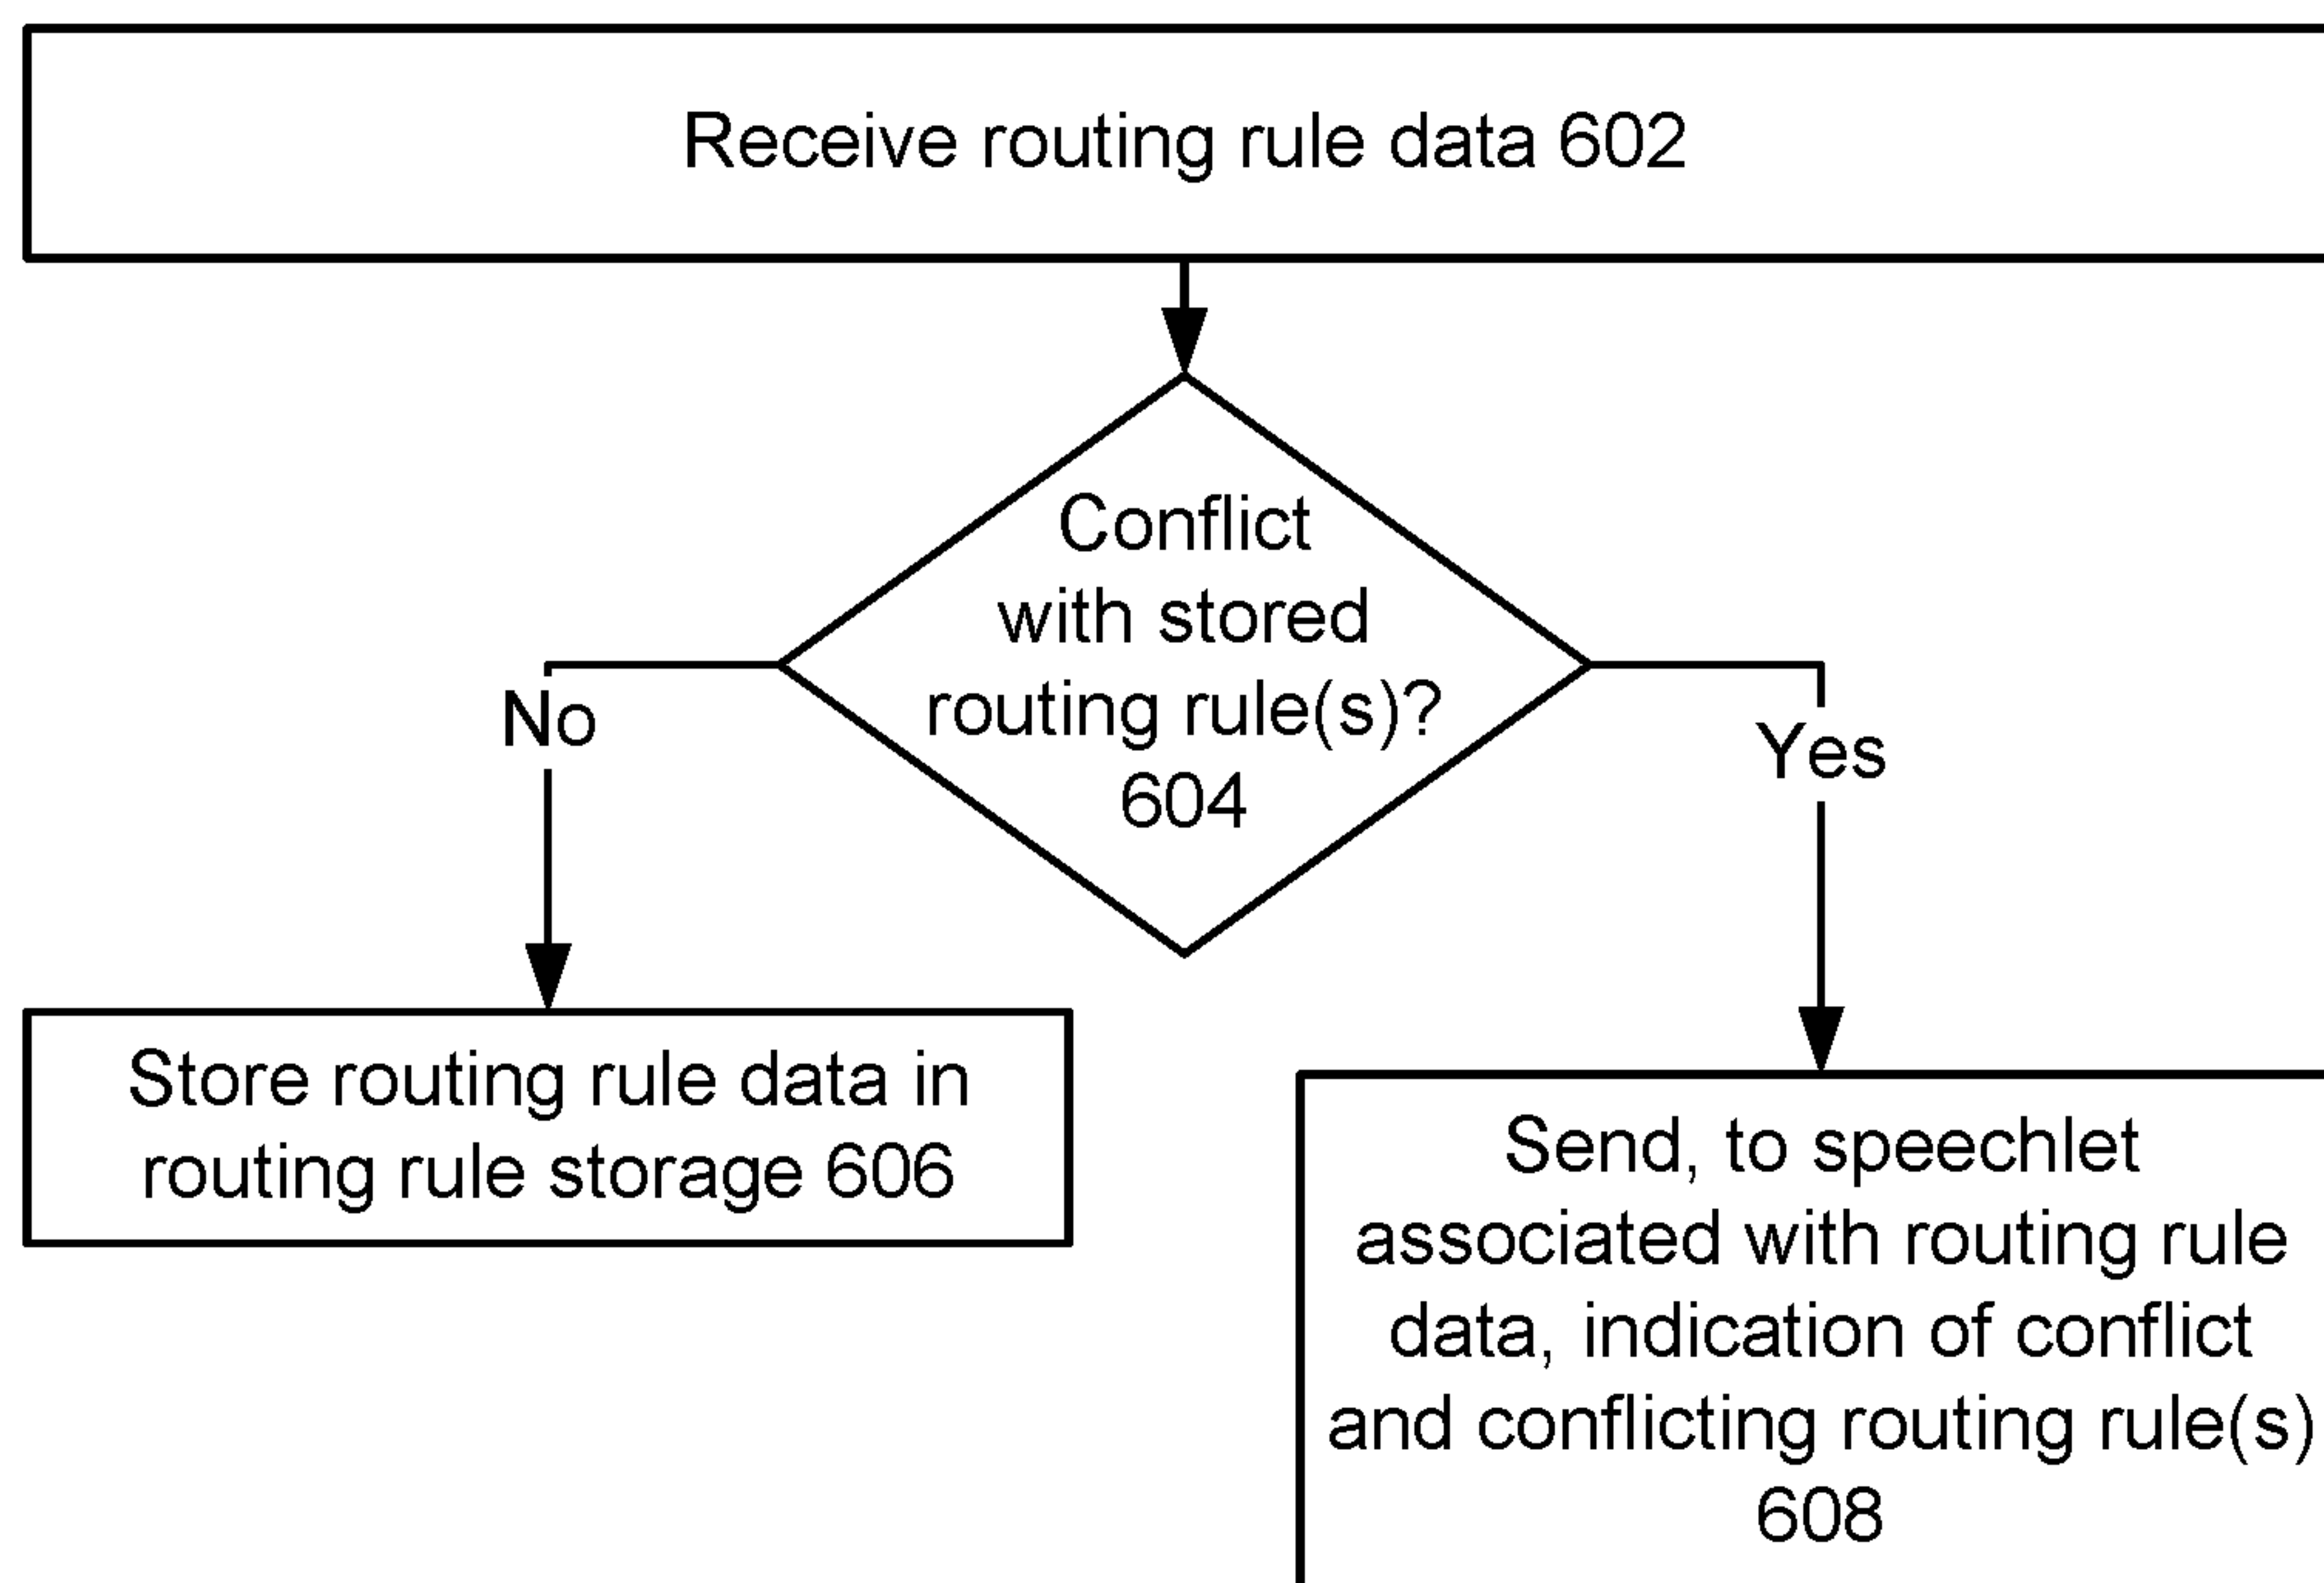 Receive routing rule data 602
Conflict
with stored
routing rule(s)?
604
No
Yes
Store routing rule data in
routing rule storage 606
Send, to speechlet
associated with routing rule
data, indication of conflict
and conflicting routing rule(s)
608